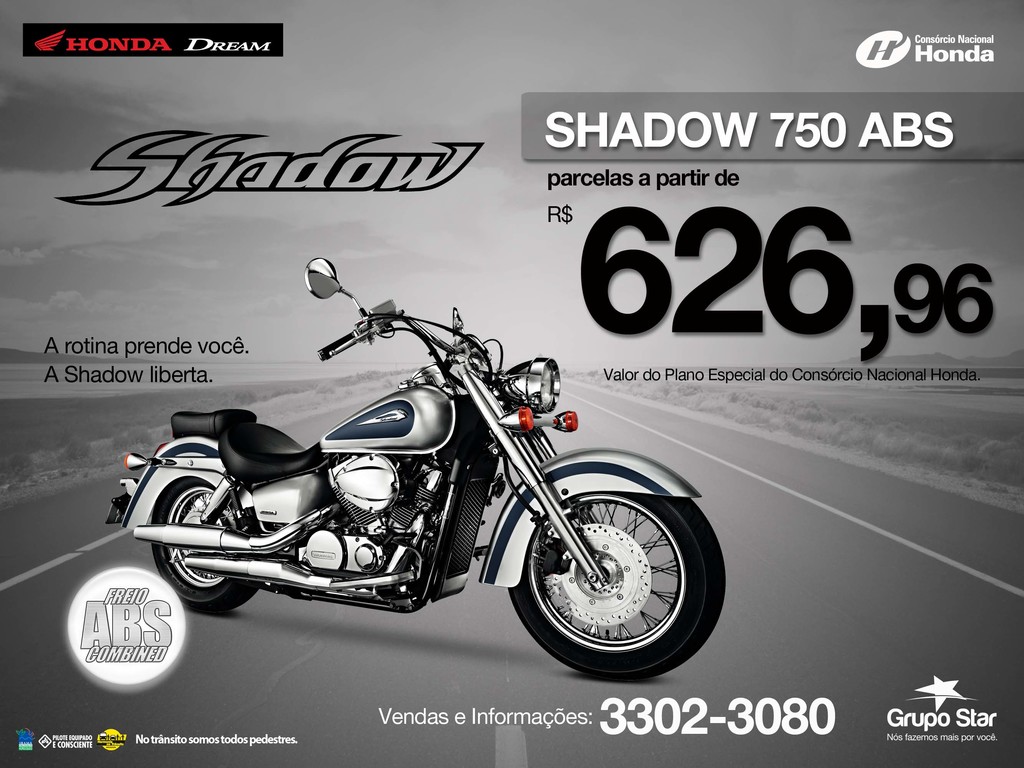 HONDA DREAM
Consórcio Nacional
Honda
Shadow
SHADOW 750 ABS
parcelas a partir de
R$ 626,96
Valor do Plano Especial do Consórcio Nacional Honda.
A rotina prende você.
A Shadow liberta.
FREIO
ABS
COMBINED
Vendas e Informações: 3302-3080
Grupo Star
Nós fazemos mais por você.
PILOTE EQUIPADO
E CONSCIENTE
No trânsito somos todos pedestres.